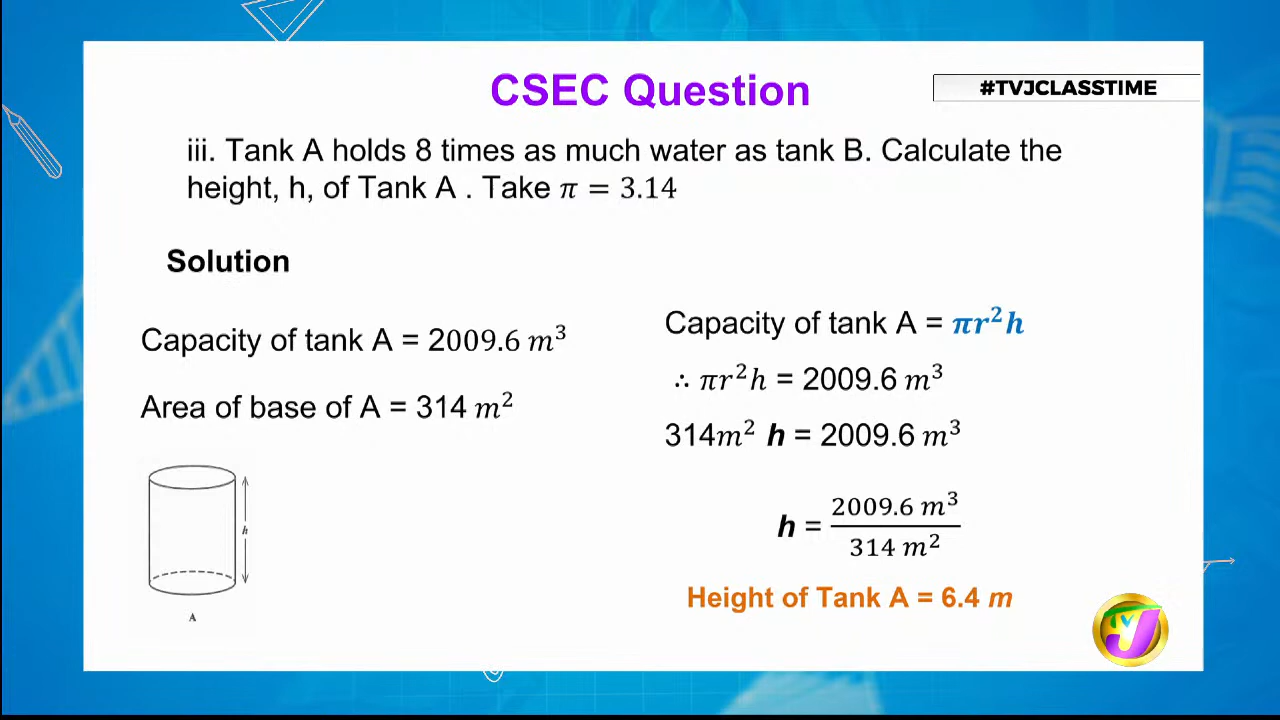 CSEC Question
#TVJCLASSTIME
iii. Tank A holds 8 times as much water as tank B. Calculate the
height, h, of Tank A . Take π = 3.14
Solution
Capacity of tank A = 2009.6 m³
Area of base of A = 314 m²
h
A
Capacity of tank A = πr²h
∴ πr²h = 2009.6 m³
314m² h = 2009.6 m³
h = 2009.6 m³ / 314 m²
Height of Tank A = 6.4 m
TVJ